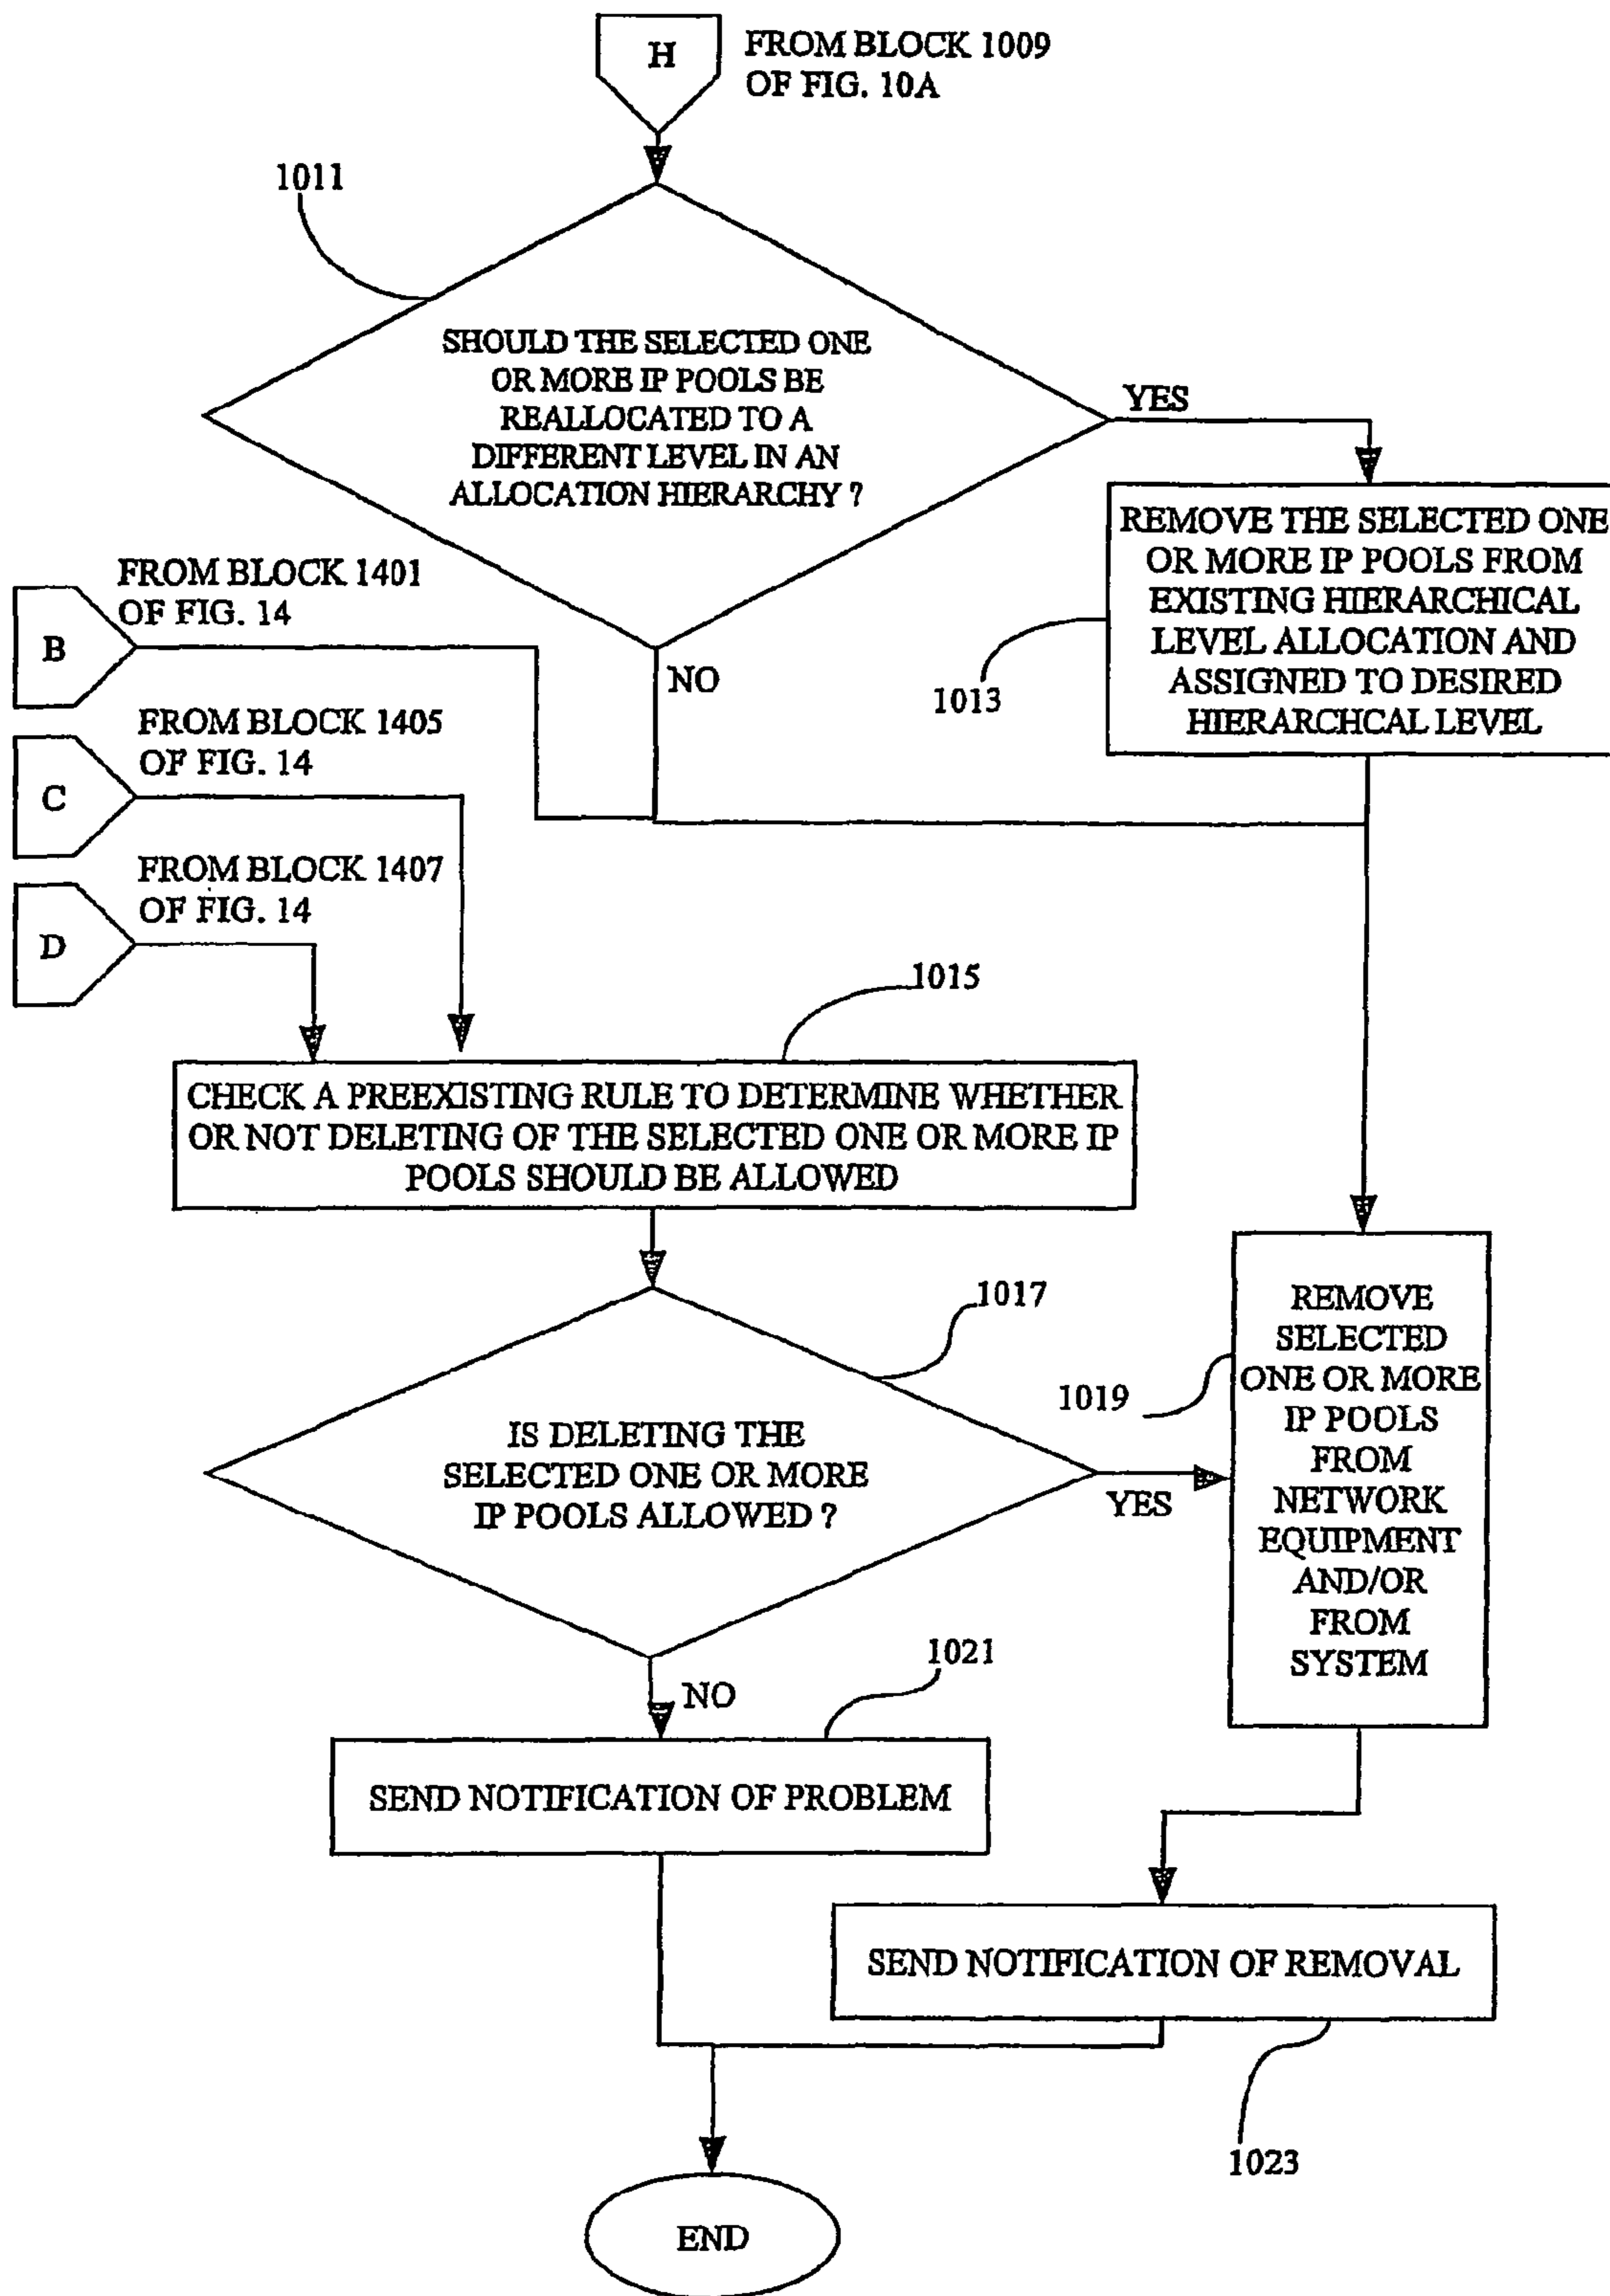 H
FROM BLOCK 1009
OF FIG. 10A
1011
SHOULD THE SELECTED ONE
OR MORE IP POOLS BE
REALLOCATED TO A
DIFFERENT LEVEL IN AN
ALLOCATION HIERARCHY ?
YES
REMOVE THE SELECTED ONE
OR MORE IP POOLS FROM
EXISTING HIERARCHICAL
LEVEL ALLOCATION AND
ASSIGNED TO DESIRED
HIERARCHCAL LEVEL
1013
NO
B
FROM BLOCK 1401
OF FIG. 14
C
FROM BLOCK 1405
OF FIG. 14
D
FROM BLOCK 1407
OF FIG. 14
1015
CHECK A PREEXISTING RULE TO DETERMINE WHETHER
OR NOT DELETING OF THE SELECTED ONE OR MORE IP
POOLS SHOULD BE ALLOWED
1017
IS DELETING THE
SELECTED ONE OR MORE
IP POOLS ALLOWED ?
YES
1019
REMOVE
SELECTED
ONE OR MORE
IP POOLS
FROM
NETWORK
EQUIPMENT
AND/OR
FROM
SYSTEM
NO
1021
SEND NOTIFICATION OF PROBLEM
SEND NOTIFICATION OF REMOVAL
1023
END